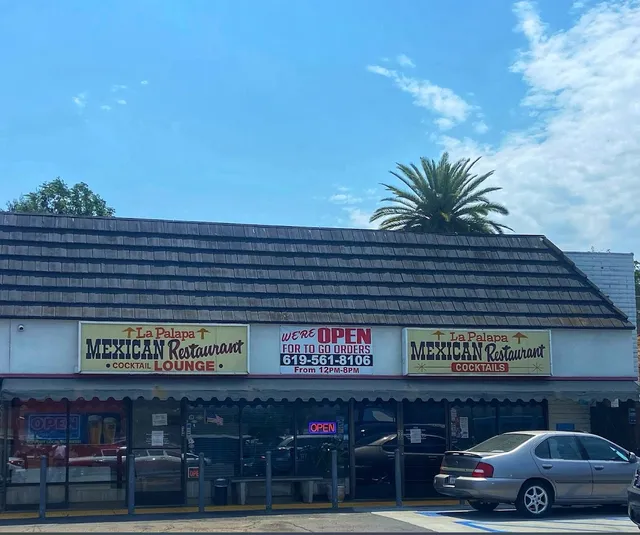 La Palapa
MEXICAN Restaurant
• COCKTAIL LOUNGE •
WE'RE OPEN
FOR TO GO ORDERS
619-561-8106
From 12PM-8PM
La Palapa
MEXICAN Restaurant
COCKTAILS
OPEN
OPEN